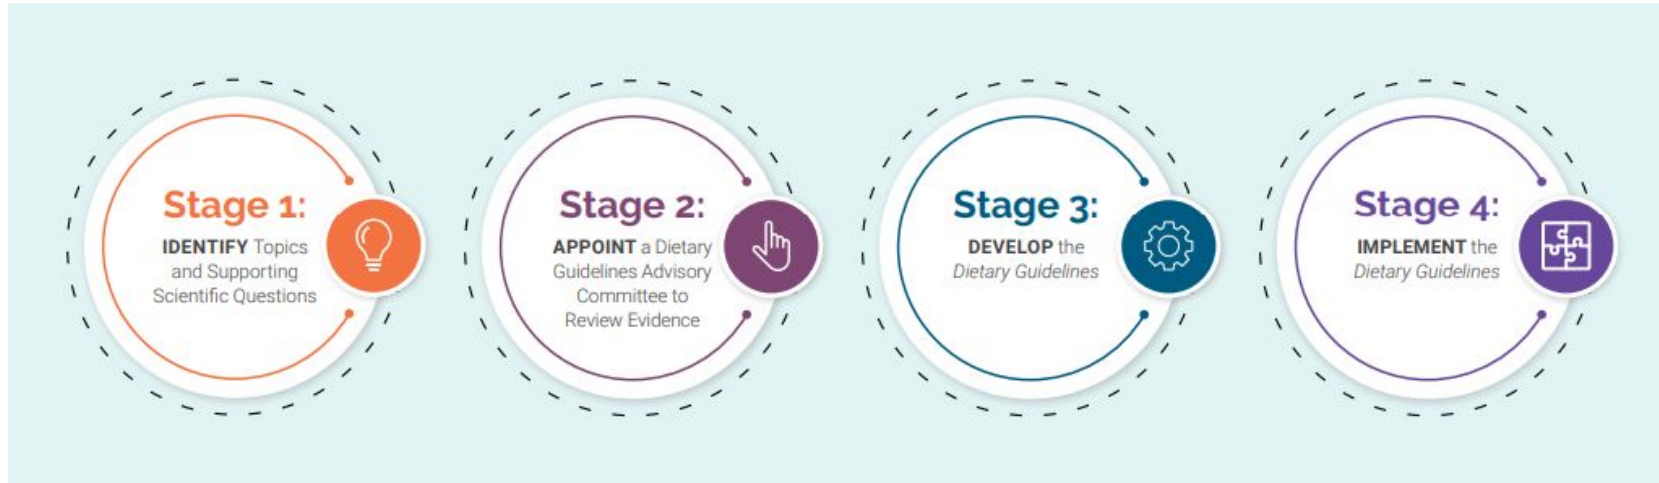 Stage 1:
IDENTIFY Topics
and Supporting
Scientific Questions
Stage 2:
APPOINT a Dietary
Guidelines Advisory
Committee to
Review Evidence
Stage 3:
DEVELOP the
Dietary Guidelines
Stage 4:
IMPLEMENT the
Dietary Guidelines